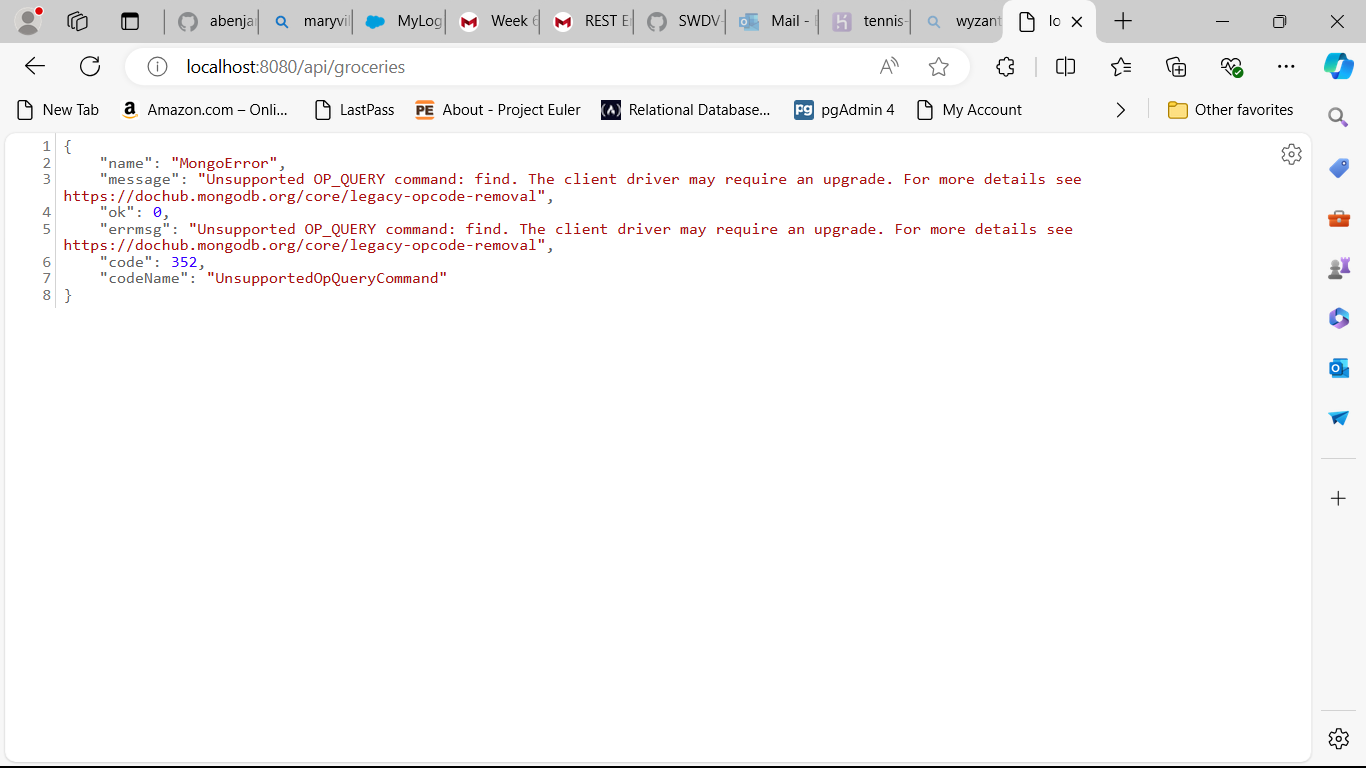 abenja
maryvil
MyLog
Week 6
REST E
SWDV-
Mail -
tennis-
wyzant
lo
localhost:8080/api/groceries
New Tab
a Amazon.com – Onli...
LastPass
PE About - Project Euler
Relational Database...
pg pgAdmin 4
My Account
Other favorites
1 {
2 "name": "MongoError",
3 "message": "Unsupported OP_QUERY command: find. The client driver may require an upgrade. For more details see
https://dochub.mongodb.org/core/legacy-opcode-removal",
4 "ok": 0,
5 "errmsg": "Unsupported OP_QUERY command: find. The client driver may require an upgrade. For more details see
https://dochub.mongodb.org/core/legacy-opcode-removal",
6 "code": 352,
7 "codeName": "UnsupportedOpQueryCommand"
8 }